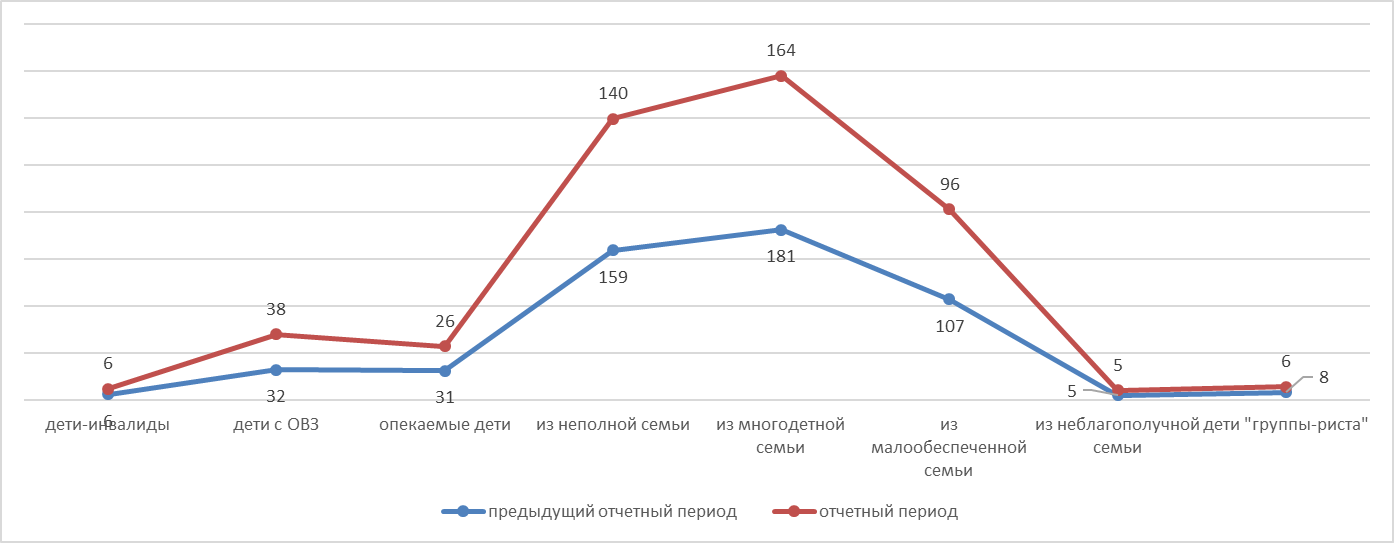 164
140
181
159
96
107
38
26
32
31
6
6
5
5
6
8
дети-инвалиды
дети с ОВЗ
опекаемые дети
из неполной семьи
из многодетной
семьи
из
малообеспеченной
семьи
из неблагополучной
семьи
дети "группы-риста"
предыдущий отчетный период
отчетный период